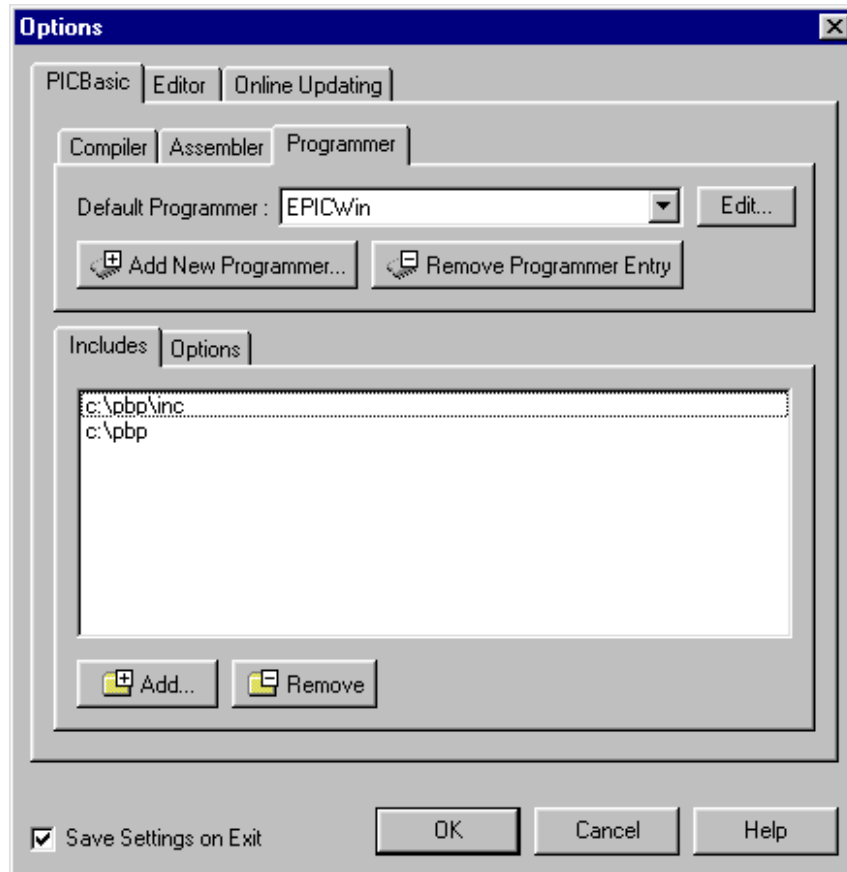 Options
PICBasic Editor Online Updating
Compiler Assembler Programmer
Default Programmer : EPICWin Edit...
Add New Programmer... Remove Programmer Entry
Includes Options
c:\pbp\inc
c:\pbp
Add... Remove
Save Settings on Exit OK Cancel Help